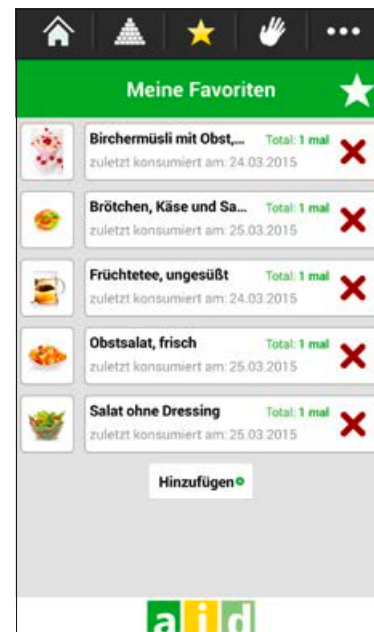 Meine Favoriten
Birchermüsli mit Obst,... Total: 1 mal
zuletzt konsumiert am: 24.03.2015
Brötchen, Käse und Sa... Total: 1 mal
zuletzt konsumiert am: 25.03.2015
Früchtetee, ungesüßt Total: 1 mal
zuletzt konsumiert am: 24.03.2015
Obstsalat, frisch Total: 1 mal
zuletzt konsumiert am: 25.03.2015
Salat ohne Dressing Total: 1 mal
zuletzt konsumiert am: 25.03.2015
Hinzufügen
aid